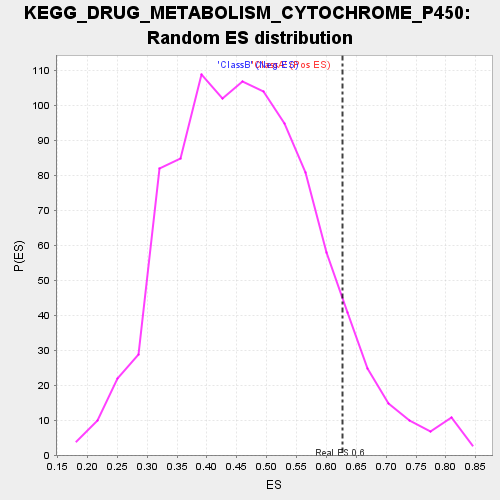 KEGG_DRUG_METABOLISM_CYTOCHROME_P450:
Random ES distribution
'ClassB' (Neg ES)
(Pos ES)
110
100
90
80
70
60
50
40
30
20
10
0
P(ES)
Real ES 0.6
0.15 0.20 0.25 0.30 0.35 0.40 0.45 0.50 0.55 0.60 0.65 0.70 0.75 0.80 0.85
ES